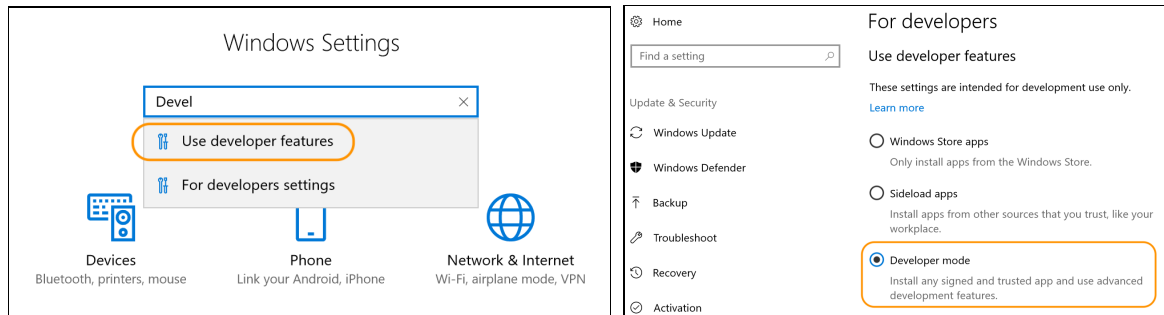 Windows Settings
Devel
Use developer features
For developers settings
Devices
Bluetooth, printers, mouse
Phone
Link your Android, iPhone
Network & Internet
Wi-Fi, airplane mode, VPN
Home
Find a setting
Update & Security
Windows Update
Windows Defender
Backup
Troubleshoot
Recovery
Activation
For developers
Use developer features
These settings are intended for development use only.
Learn more
Windows Store apps
Only install apps from the Windows Store.
Sideload apps
Install apps from other sources that you trust, like your
workplace.
Developer mode
Install any signed and trusted app and use advanced
development features.